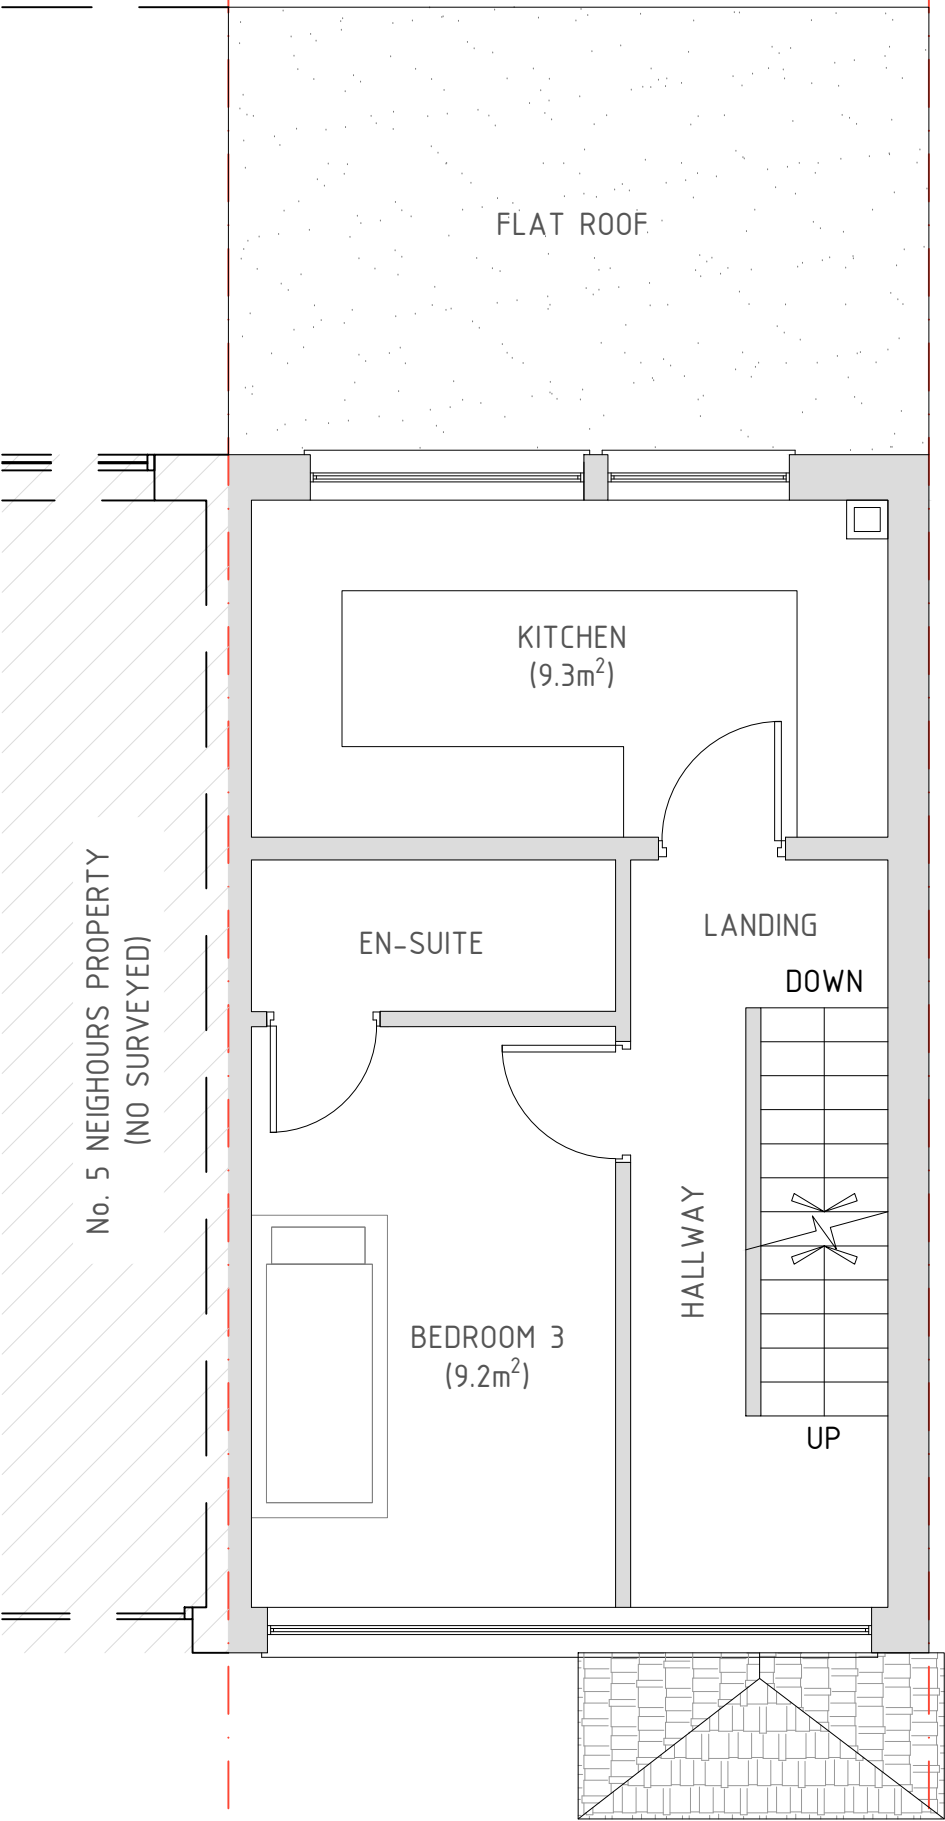 FLAT ROOF
KITCHEN
(9.3m²)
EN-SUITE
LANDING
DOWN
No. 5 NEIGHOURS PROPERTY
(NO SURVEYED)
HALLWAY
BEDROOM 3
(9.2m²)
UP